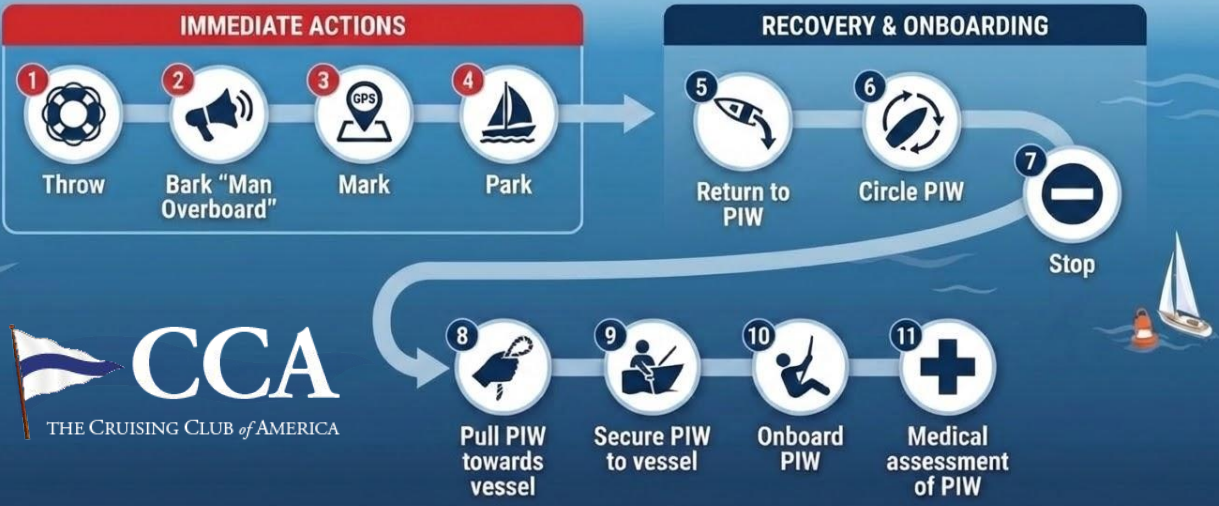 IMMEDIATE ACTIONS
1
Throw
2
Bark "Man
Overboard"
3
GPS
Mark
4
Park
RECOVERY & ONBOARDING
5
Return to
PIW
6
Circle PIW
7
Stop
8
Pull PIW
towards
vessel
9
Secure PIW
to vessel
10
Onboard
PIW
11
Medical
assessment
of PIW
CCA
THE CRUISING CLUB of AMERICA